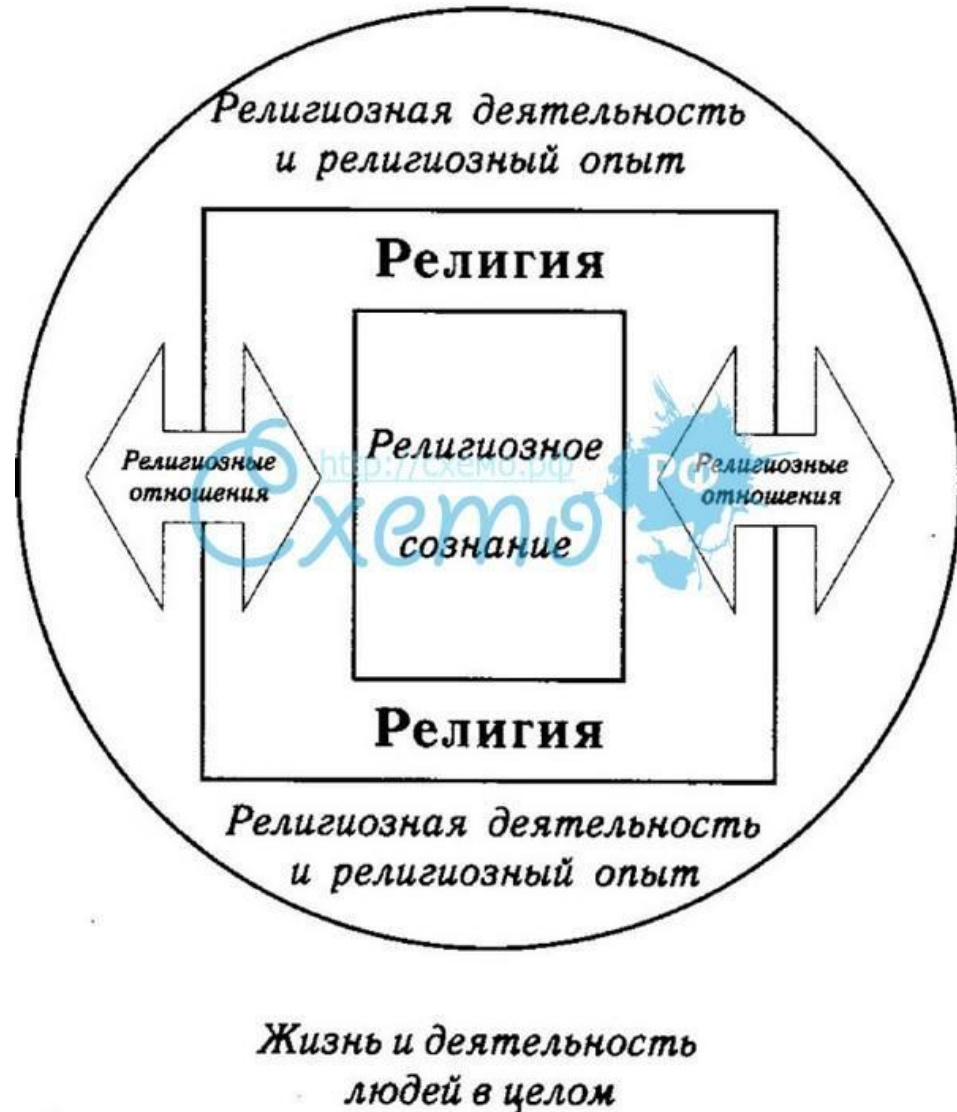 Религиозная деятельность
и религиозный опыт
Религия
Религиозные
отношения
Религиозное
сознание
Религиозные
отношения
http://схемо.рф
Схемо
РФ
Религия
Религиозная деятельность
и религиозный опыт
Жизнь и деятельность
людей в целом